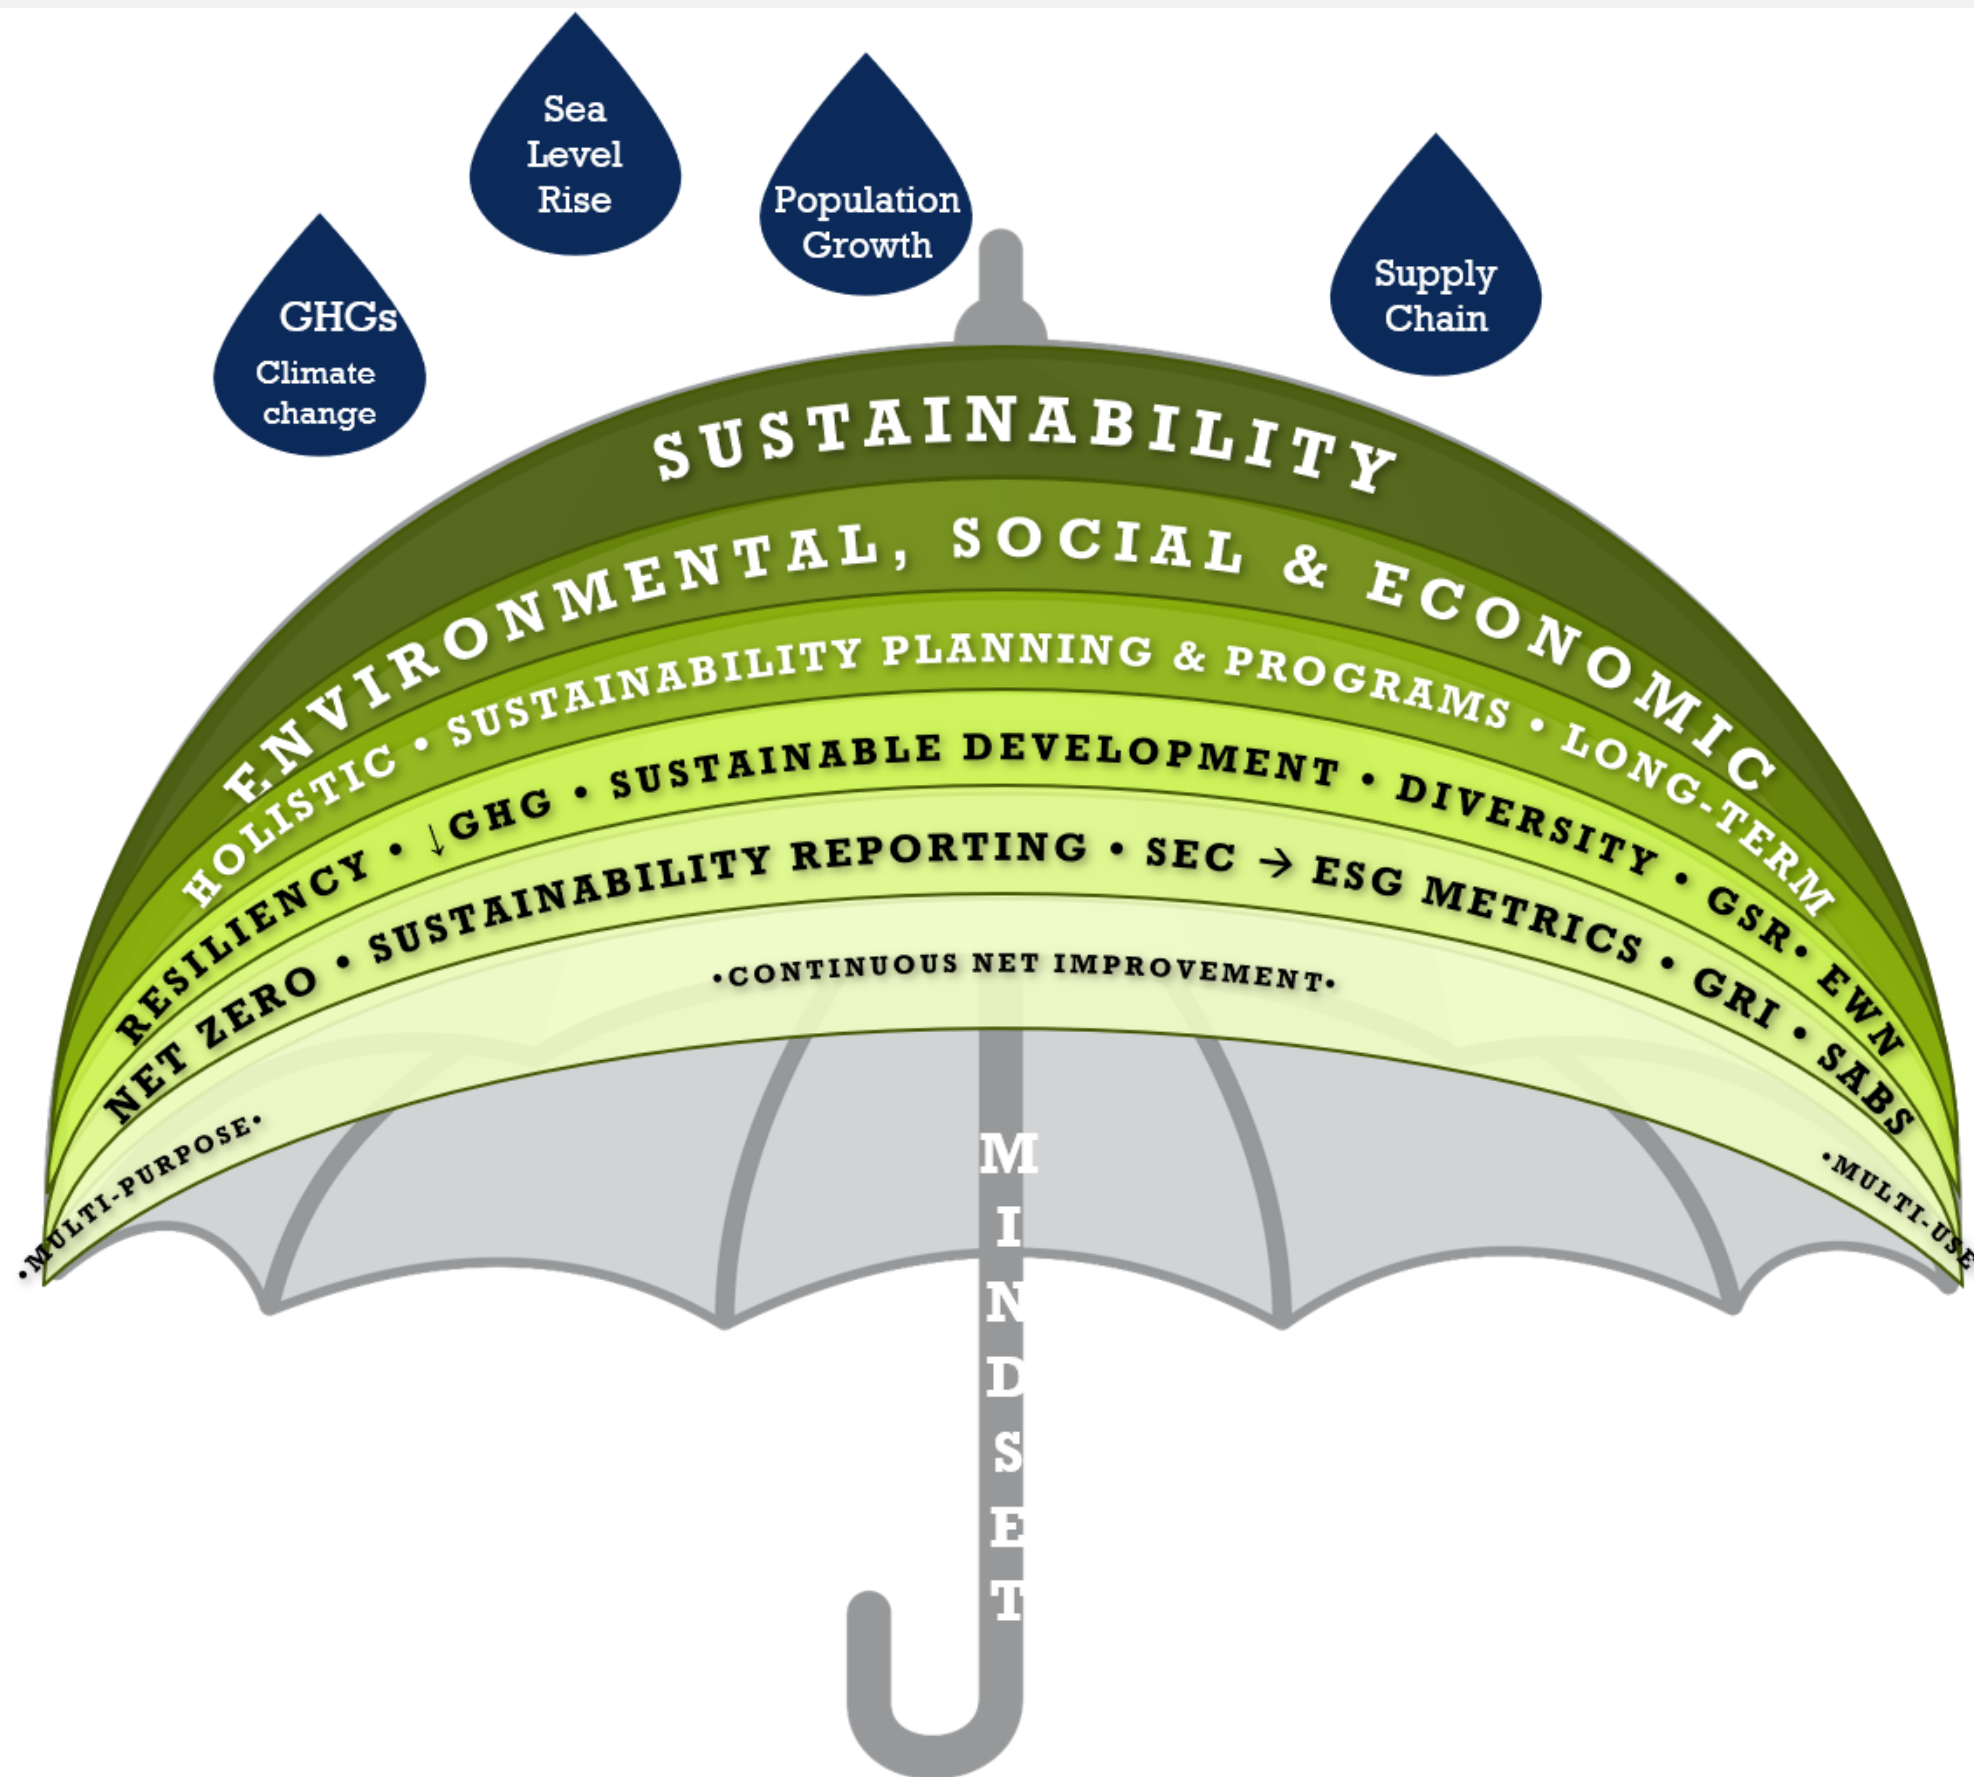 Sea
Level
Rise
Population
Growth
GHGs
Climate
change
Supply
Chain
SUSTAINABILITY
ENVIRONMENTAL, SOCIAL & ECONOMIC
HOLISTIC • SUSTAINABILITY PLANNING & PROGRAMS • LONG-TERM
RESILIENCY • ↓GHG • SUSTAINABLE DEVELOPMENT • DIVERSITY • GSR• EWN
NET ZERO • SUSTAINABILITY REPORTING • SEC → ESG METRICS • GRI • SABS
•MULTI-PURPOSE• •CONTINUOUS NET IMPROVEMENT• •MULTI-USE
MINDSET